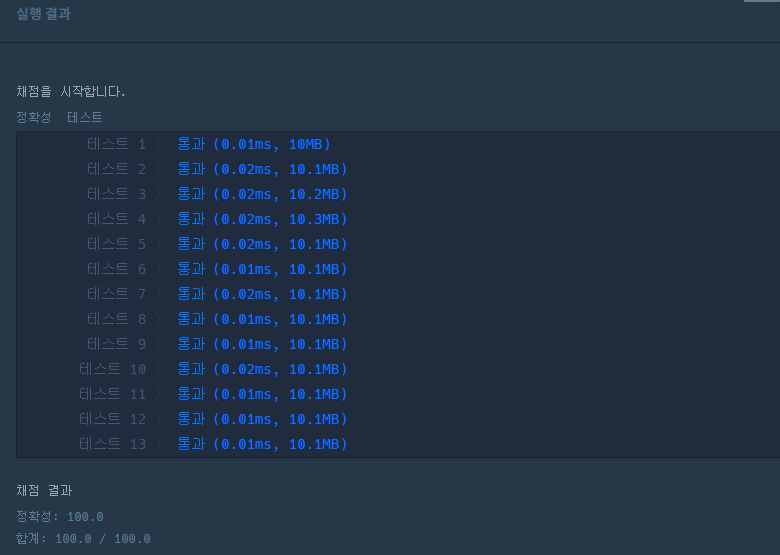 실행 결과
채점을 시작합니다.
정확성 테스트
테스트 1 〉 통과 (0.01ms, 10MB)
테스트 2 〉 통과 (0.02ms, 10.1MB)
테스트 3 〉 통과 (0.02ms, 10.2MB)
테스트 4 〉 통과 (0.02ms, 10.3MB)
테스트 5 〉 통과 (0.02ms, 10.1MB)
테스트 6 〉 통과 (0.01ms, 10.1MB)
테스트 7 〉 통과 (0.02ms, 10.1MB)
테스트 8 〉 통과 (0.01ms, 10.1MB)
테스트 9 〉 통과 (0.01ms, 10.1MB)
테스트 10 〉 통과 (0.02ms, 10.1MB)
테스트 11 〉 통과 (0.01ms, 10.1MB)
테스트 12 〉 통과 (0.01ms, 10.1MB)
테스트 13 〉 통과 (0.01ms, 10.1MB)
채점 결과
정확성: 100.0
합계: 100.0 / 100.0